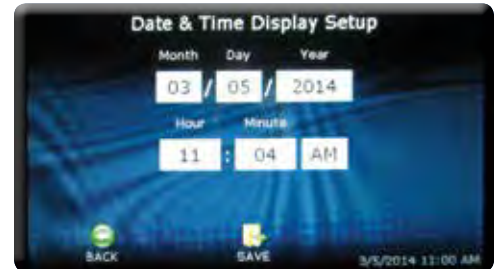 Date & Time Display Setup
Month Day Year
03 / 05 / 2014
Hour Minute
11 : 04 AM
BACK SAVE 3/5/2014 11:00 AM